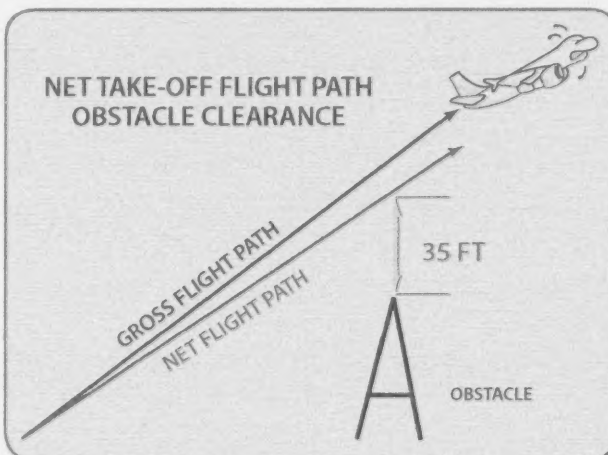 NET TAKE-OFF FLIGHT PATH
OBSTACLE CLEARANCE
GROSS FLIGHT PATH
NET FLIGHT PATH
35 FT
OBSTACLE